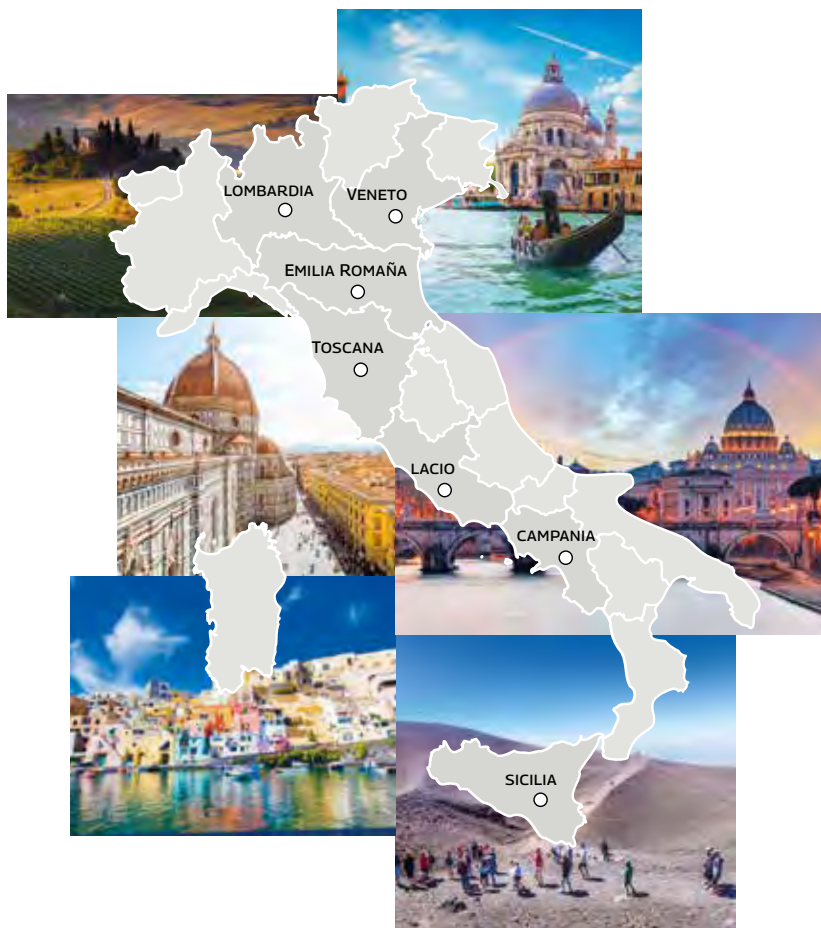 LOMBARDIA
VENETO
EMILIA ROMAÑA
TOSCANA
LACIO
CAMPANIA
SICILIA